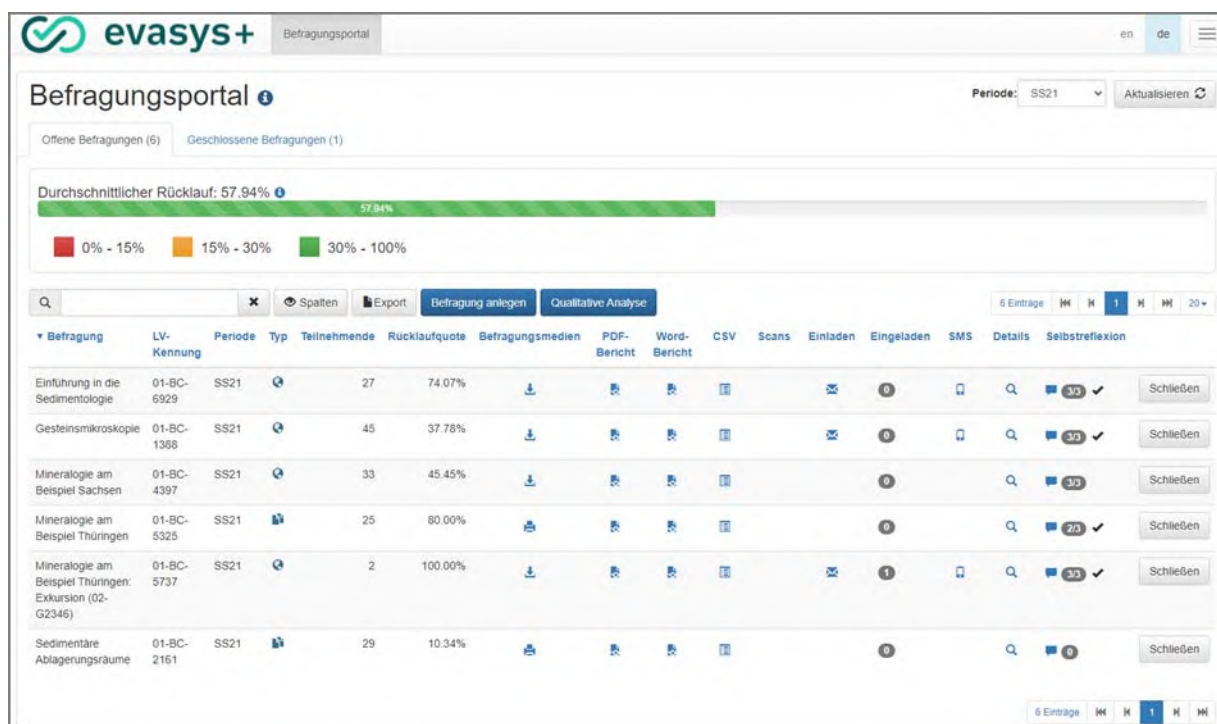 evasys+ Befragungsportal en de
Befragungsportal
Periode: SS21 Aktualisieren
Offene Befragungen (6) Geschlossene Befragungen (1)
Durchschnittlicher Rücklauf: 57.94%
57.94%
0% - 15% 15% - 30% 30% - 100%
Spalten Export Befragung anlegen Qualitative Analyse 6 Einträge 1 20
Befragung LV- Periode Typ Teilnehmende Rücklaufquote Befragungsmedien PDF- Word- CSV Scans Einladen Eingeladen SMS Details Selbstreflexion
Kennung Bericht Bericht
Einführung in die 01-BC- SS21 27 74.07% 0 3/3 Schließen
Sedimentologie 6929
Gesteinsmikroskopie 01-BC- SS21 45 37.78% 0 3/3 Schließen
1388
Mineralogie am 01-BC- SS21 33 45.45% 0 3/3 Schließen
Beispiel Sachsen 4397
Mineralogie am 01-BC- SS21 25 80.00% 0 2/3 Schließen
Beispiel Thüringen 5325
Mineralogie am 01-BC- SS21 2 100.00% 1 3/3 Schließen
Beispiel Thüringen: 5737
Exkursion (02-
G2346)
Sedimentäre 01-BC- SS21 29 10.34% 0 0 Schließen
Ablagerungsräume 2161
6 Einträge 1